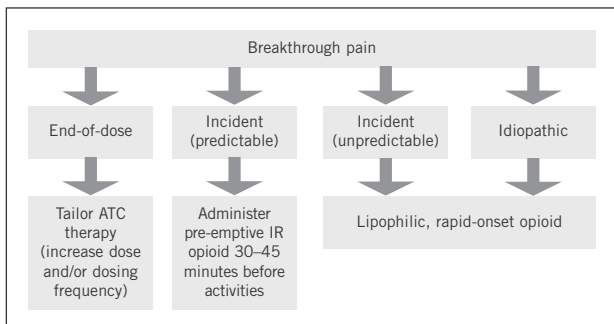 Breakthrough pain
End-of-dose
Incident
(predictable)
Incident
(unpredictable)
Idiopathic
Tailor ATC
therapy
(increase dose
and/or dosing
frequency)
Administer
pre-emptive IR
opioid 30–45
minutes before
activities
Lipophilic, rapid-onset opioid